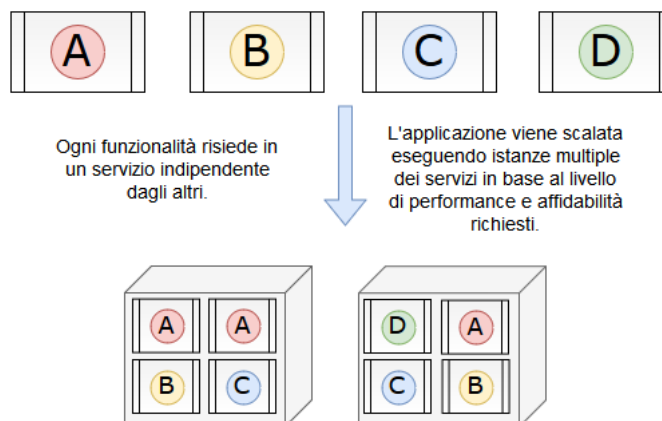 A B C D
Ogni funzionalità risiede in
un servizio indipendente
dagli altri.
L'applicazione viene scalata
eseguendo istanze multiple
dei servizi in base al livello
di performance e affidabilità
richiesti.
A A
B C
D A
C B